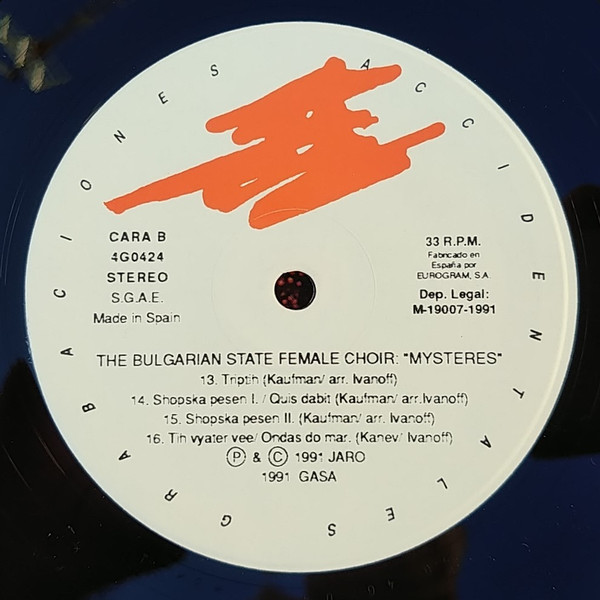 GRABACIONES ACCIDENTALES
CARA B
4G0424
STEREO
S.G.A.E.
Made in Spain
33 R.P.M.
Fabricado en
España por
EUROGRAM, S.A.
Dep. Legal:
M-19007-1991
THE BULGARIAN STATE FEMALE CHOIR: "MYSTERES"
13. Triptih (Kaufman/ arr. Ivanoff)
14. Shopska pesen I. / Quis dabit (Kaufman/ arr.Ivanoff)
15. Shopska pesen II. (Kaufman/ arr. Ivanoff)
16. Tih vyater vee/ Ondas do mar. (Kanev/ Ivanoff)
Ⓟ & © 1991 JARO
1991 GASA